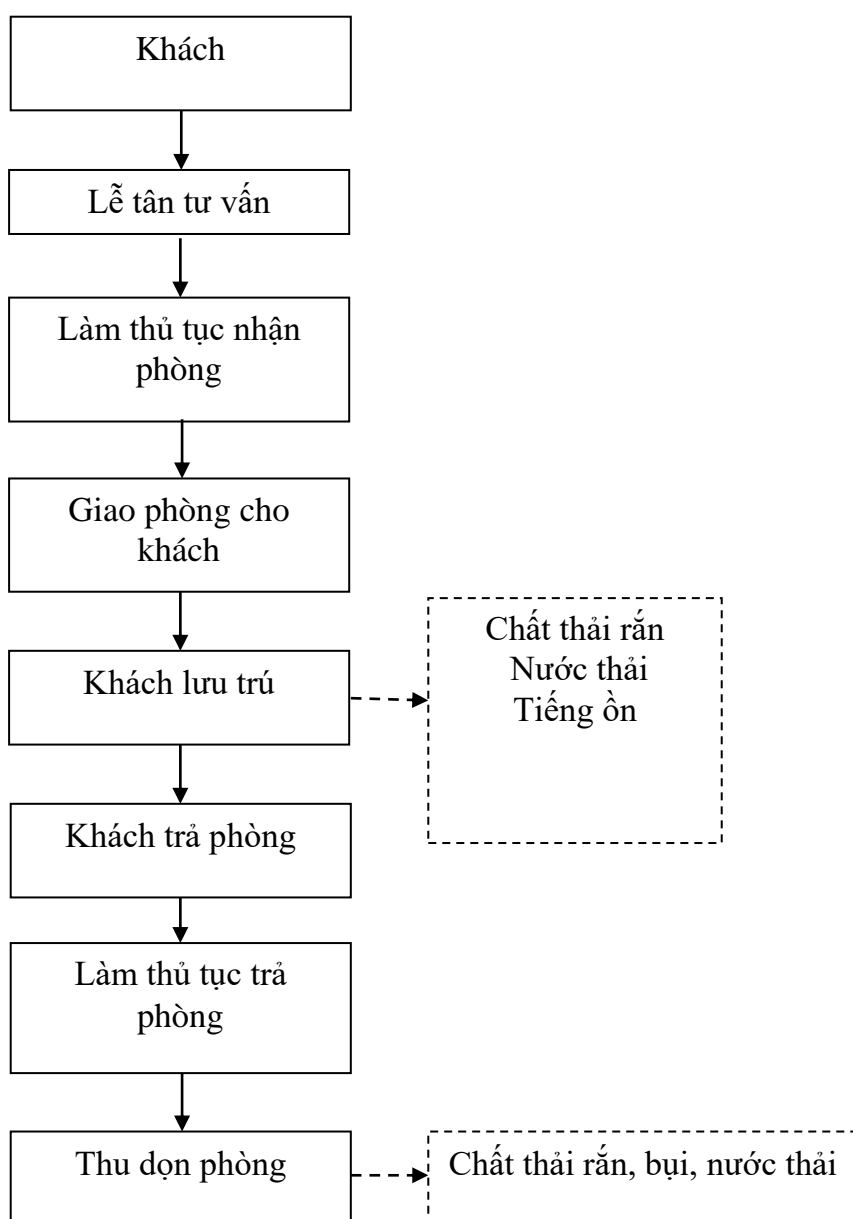 Khách
Lễ tân tư vấn
Làm thủ tục nhận
phòng
Giao phòng cho
khách
Khách lưu trú
Chất thải rắn
Nước thải
Tiếng ồn
Khách trả phòng
Làm thủ tục trả
phòng
Thu dọn phòng
Chất thải rắn, bụi, nước thải